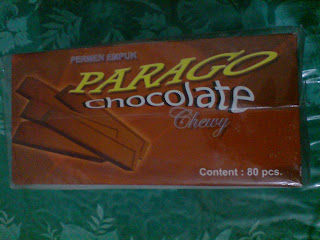 PERMEN EMPUK
PARAGO
chocolate
Chewy
Content : 80 pcs.